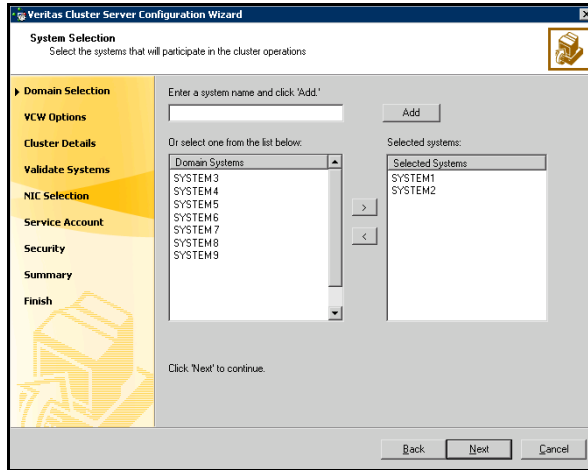 Veritas Cluster Server Configuration Wizard
System Selection
Select the systems that will participate in the cluster operations
Domain Selection
VCW Options
Cluster Details
Validate Systems
NIC Selection
Service Account
Security
Summary
Finish
Enter a system name and click 'Add.'
Add
Or select one from the list below:
Domain Systems
SYSTEM3
SYSTEM4
SYSTEM5
SYSTEM6
SYSTEM7
SYSTEM8
SYSTEM9
>
<
Selected systems:
Selected Systems
SYSTEM1
SYSTEM2
Click 'Next' to continue.
Back
Next
Cancel